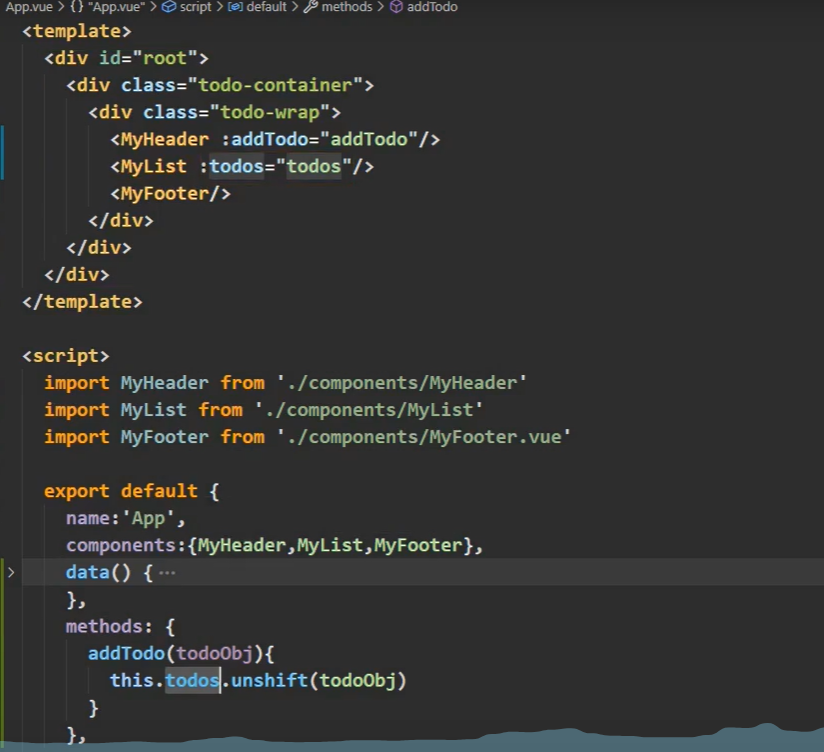 App.vue > {} "App.vue" > script > default > methods > addTodo
<template>
  <div id="root">
    <div class="todo-container">
      <div class="todo-wrap">
        <MyHeader :addTodo="addTodo"/>
        <MyList :todos="todos"/>
        <MyFooter/>
      </div>
    </div>
  </div>
</template>

<script>
  import MyHeader from './components/MyHeader'
  import MyList from './components/MyList'
  import MyFooter from './components/MyFooter.vue'

  export default {
    name:'App',
    components:{MyHeader,MyList,MyFooter},
    data() { ···
    },
    methods: {
      addTodo(todoObj){
        this.todos.unshift(todoObj)
      }
    },